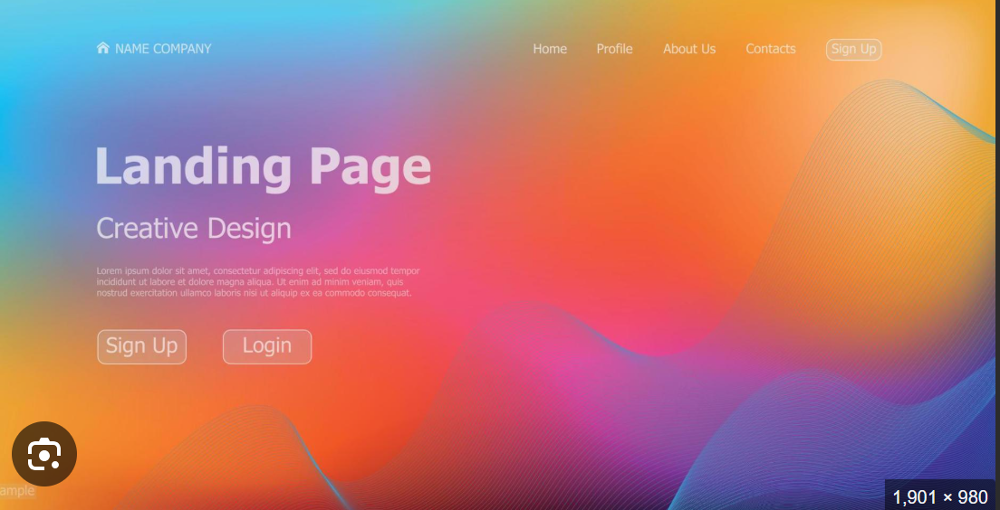 NAME COMPANY
Home Profile About Us Contacts Sign Up
Landing Page
Creative Design
Lorem ipsum dolor sit amet, consectetur adipiscing elit, sed do eiusmod tempor
incididunt ut labore et dolore magna aliqua. Ut enim ad minim veniam, quis
nostrud exercitation ullamco laboris nisi ut aliquip ex ea commodo consequat.
Sign Up Login
ample
1,901 × 980